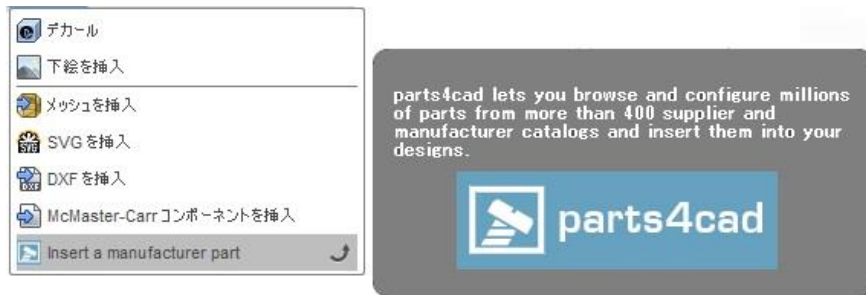 デカール
下絵を挿入
メッシュを挿入
SVG を挿入
DXF を挿入
McMaster-Carr コンポーネントを挿入
Insert a manufacturer part
parts4cad lets you browse and configure millions
of parts from more than 400 supplier and
manufacturer catalogs and insert them into your
designs.
parts4cad